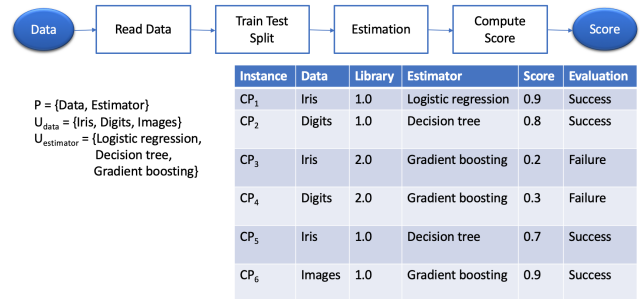 Data
Read Data
Train Test
Split
Estimation
Compute
Score
Score
P = {Data, Estimator}
U_data = {Iris, Digits, Images}
U_estimator = {Logistic regression,
Decision tree,
Gradient boosting}
Instance Data Library Estimator Score Evaluation
CP₁ Iris 1.0 Logistic regression 0.9 Success
CP₂ Digits 1.0 Decision tree 0.8 Success
CP₃ Iris 2.0 Gradient boosting 0.2 Failure
CP₄ Digits 2.0 Gradient boosting 0.3 Failure
CP₅ Iris 1.0 Decision tree 0.7 Success
CP₆ Images 1.0 Gradient boosting 0.9 Success